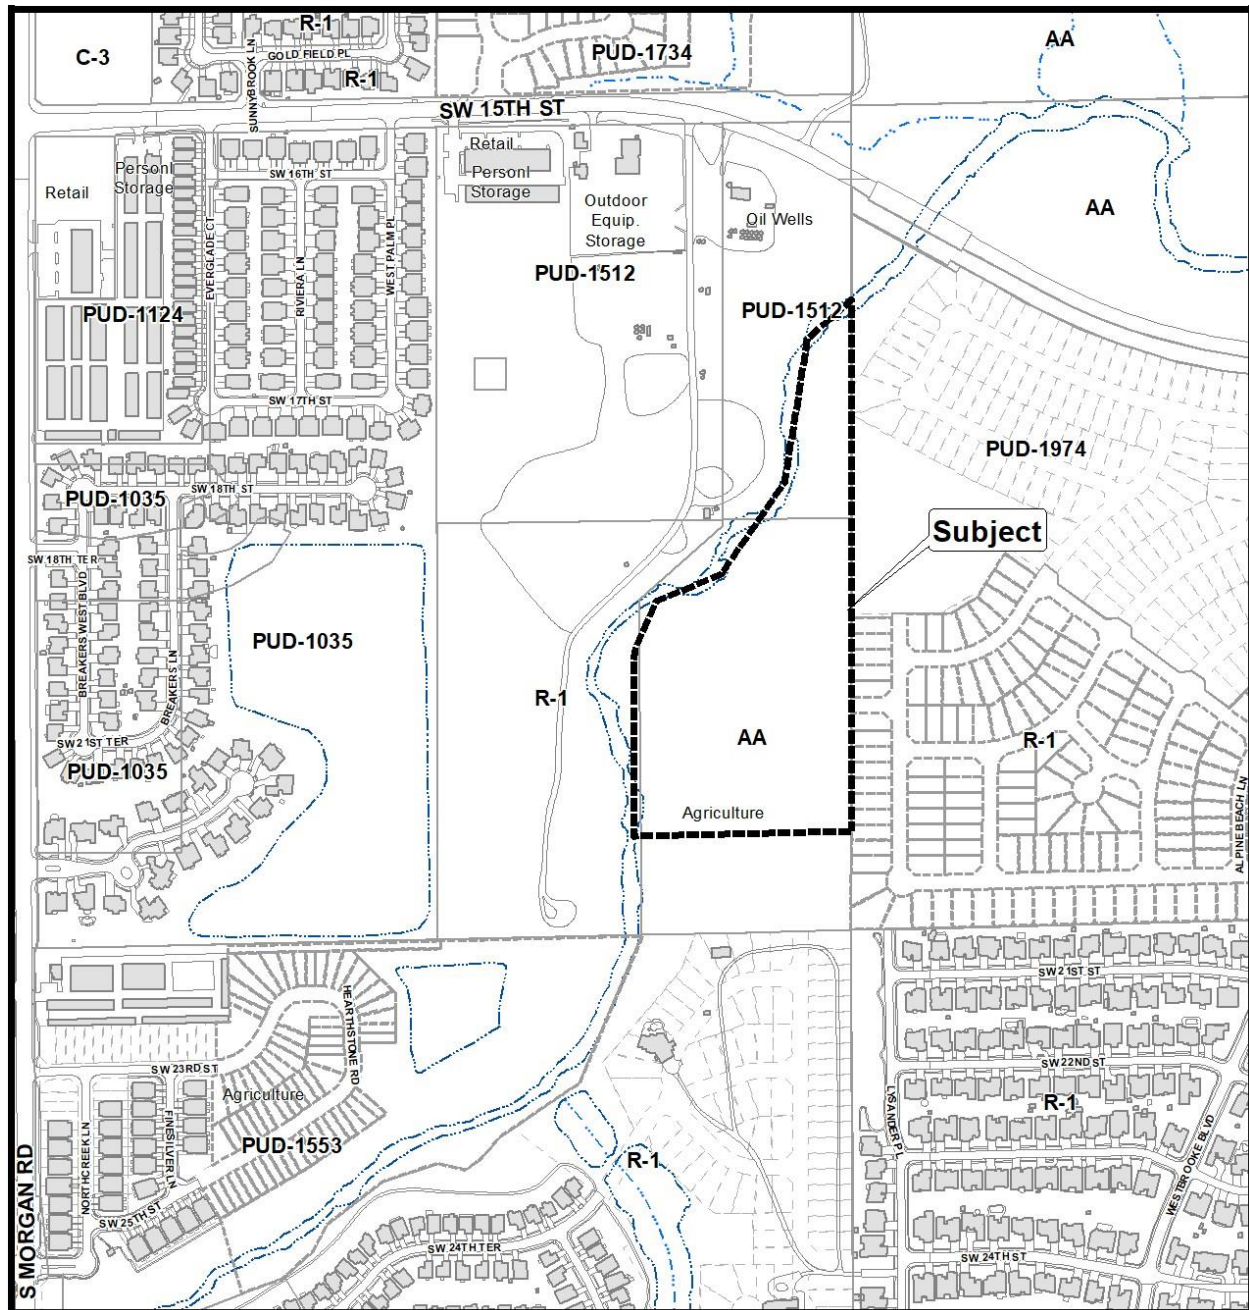 R-1
C-3
GOLD FIELD PL
SUNNYBROOK LN
R-1
PUD-1734
AA
SW 15TH ST
Retail
Personl
Storage
SW 16TH ST
Retail
Personl
Storage
Outdoor
Equip.
Storage
Oil Wells
AA
EVERGLADE CT
RIVIERA LN
WEST PALM PL
PUD-1512
PUD-1124
PUD-1512
SW 17TH ST
PUD-1974
SW 18TH ST
PUD-1035
Subject
SW 18TH TER
BREAKERS WEST BLVD
BREAKERS LN
PUD-1035
R-1
AA
R-1
SW 21ST TER
PUD-1035
Agriculture
ALPINE BEACH LN
SW 21ST ST
HEARTHSTONE RD
SW 22ND ST
SW 23RD ST
Agriculture
R-1
LYSANDER PL
WESTBROOKE BLVD
NORTHCREEK LN
FINESILVER LN
PUD-1553
R-1
S MORGAN RD
SW 25TH ST
SW 24TH TER
SW 24TH ST